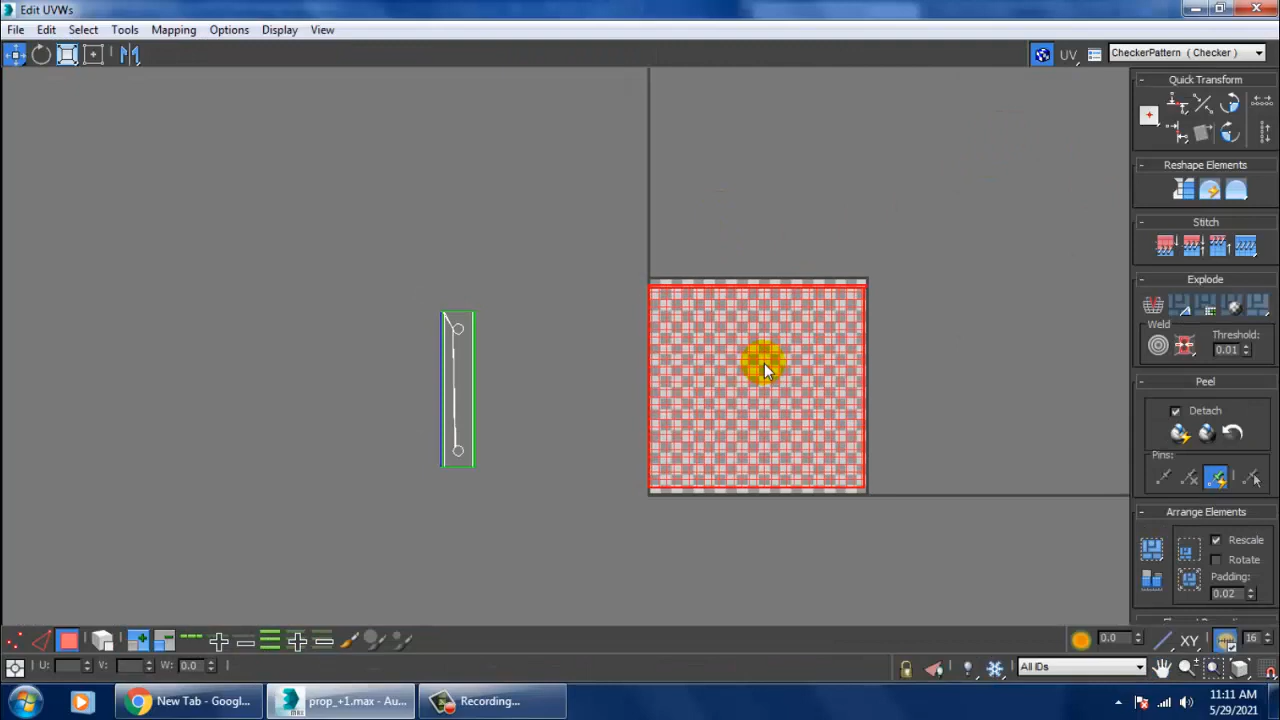 Edit UVWs
File Edit Select Tools Mapping Options Display View
UV CheckerPattern ( Checker )
- Quick Transform
- Reshape Elements
- Stitch
- Explode
Weld Threshold:
0.01
- Peel
Detach
Pins:
- Arrange Elements
Rescale
Rotate
Padding:
0.02
0.0 XY 16
U: V: W: 0.0 All IDs
New Tab - Google... prop_+1.max - Au... Recording... 11:11 AM
5/29/2021